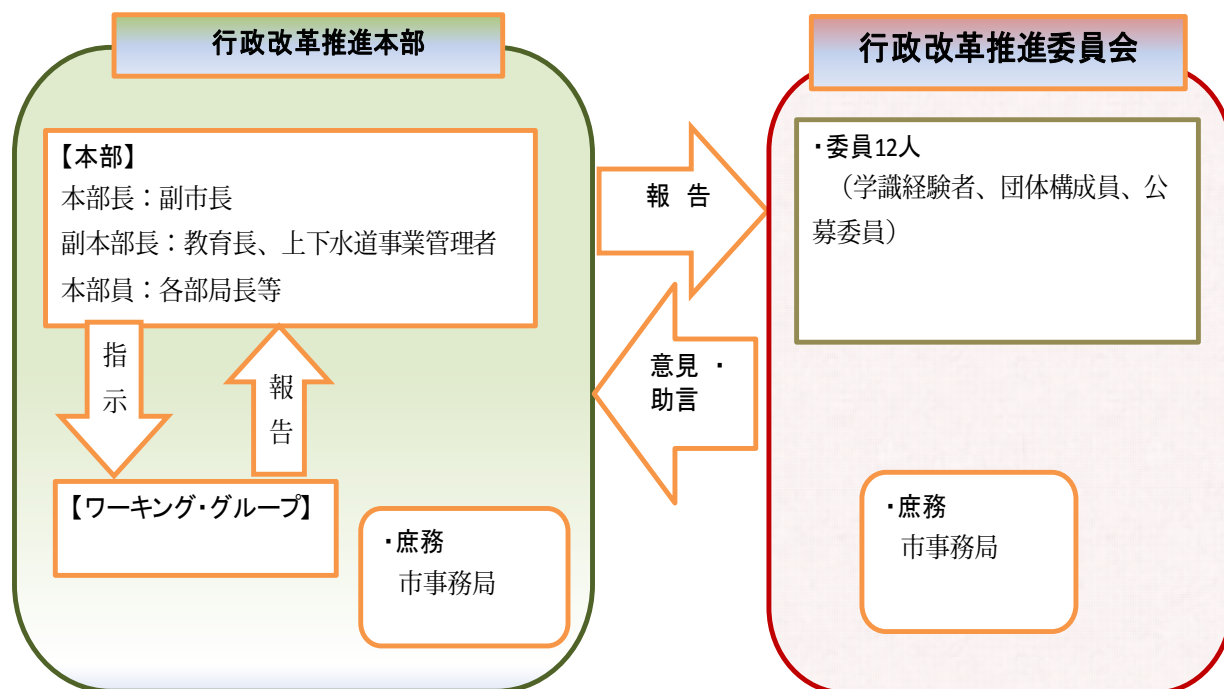 行政改革推進本部
【本部】
本部長：副市長
副本部長：教育長、上下水道事業管理者
本部員：各部局長等
指示
報告
【ワーキング・グループ】
・庶務
市事務局
報 告
意見 ・
助言
行政改革推進委員会
・委員12人
（学識経験者、団体構成員、公
募委員）
・庶務
市事務局